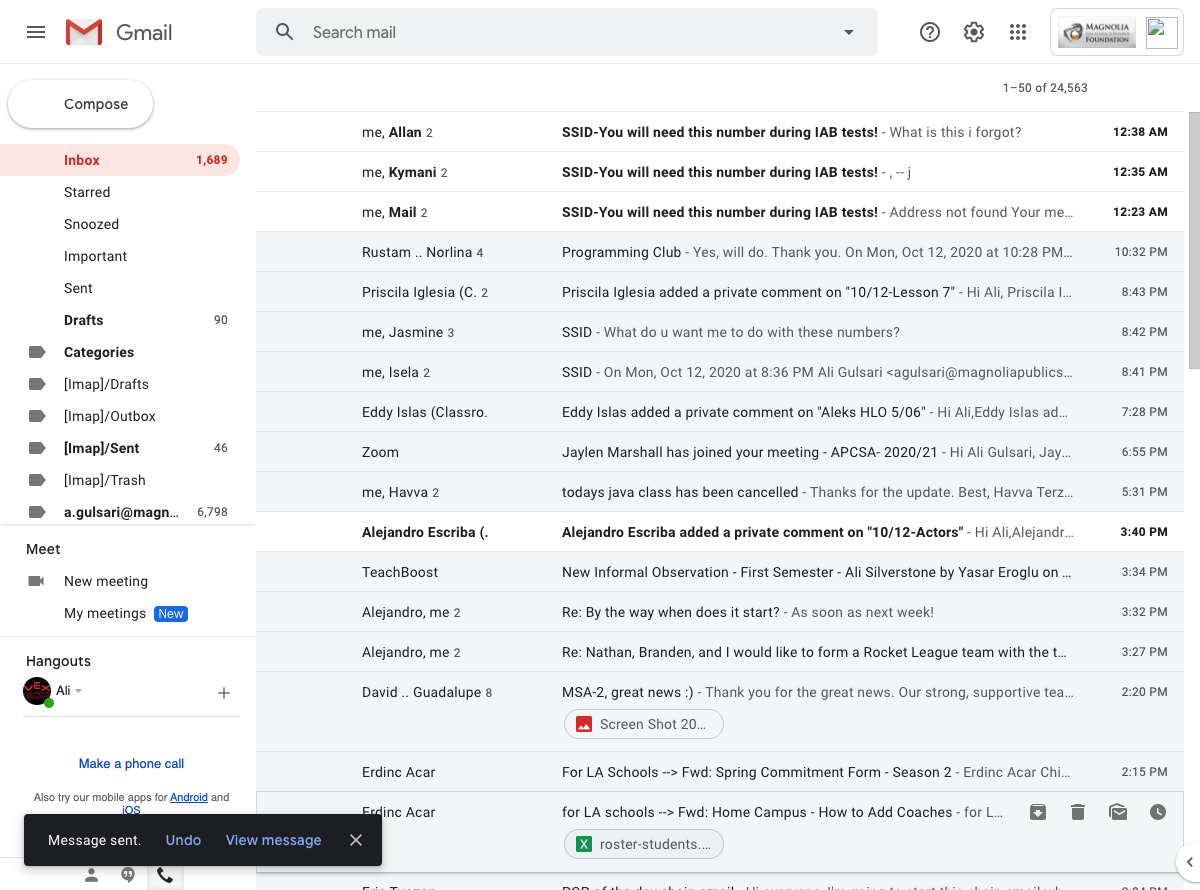 Gmail
Search mail
MAGNOLIA
FOUNDATION
Compose
1–50 of 24,563
Inbox 1,689
Starred
Snoozed
Important
Sent
Drafts 90
Categories
[Imap]/Drafts
[Imap]/Outbox
[Imap]/Sent 46
[Imap]/Trash
a.gulsari@magn... 6,798
Meet
New meeting
My meetings New
Hangouts
Ali
Make a phone call
Also try our mobile apps for Android and
iOS
me, Allan 2 SSID-You will need this number during IAB tests! - What is this i forgot? 12:38 AM
me, Kymani 2 SSID-You will need this number during IAB tests! - , -- j 12:35 AM
me, Mail 2 SSID-You will need this number during IAB tests! - Address not found Your me... 12:23 AM
Rustam .. Norlina 4 Programming Club - Yes, will do. Thank you. On Mon, Oct 12, 2020 at 10:28 PM... 10:32 PM
Priscila Iglesia (C. 2 Priscila Iglesia added a private comment on "10/12-Lesson 7" - Hi Ali, Priscila I... 8:43 PM
me, Jasmine 3 SSID - What do u want me to do with these numbers? 8:42 PM
me, Isela 2 SSID - On Mon, Oct 12, 2020 at 8:36 PM Ali Gulsari <agulsari@magnoliapublics... 8:41 PM
Eddy Islas (Classro. Eddy Islas added a private comment on "Aleks HLO 5/06" - Hi Ali,Eddy Islas ad... 7:28 PM
Zoom Jaylen Marshall has joined your meeting - APCSA- 2020/21 - Hi Ali Gulsari, Jay... 6:55 PM
me, Havva 2 todays java class has been cancelled - Thanks for the update. Best, Havva Terz... 5:31 PM
Alejandro Escriba (. Alejandro Escriba added a private comment on "10/12-Actors" - Hi Ali,Alejandr... 3:40 PM
TeachBoost New Informal Observation - First Semester - Ali Silverstone by Yasar Eroglu on ... 3:34 PM
Alejandro, me 2 Re: By the way when does it start? - As soon as next week! 3:32 PM
Alejandro, me 2 Re: Nathan, Branden, and I would like to form a Rocket League team with the t... 3:27 PM
David .. Guadalupe 8 MSA-2, great news :) - Thank you for the great news. Our strong, supportive tea... 2:20 PM
Screen Shot 20...
Erdinc Acar For LA Schools --> Fwd: Spring Commitment Form - Season 2 - Erdinc Acar Chi... 2:15 PM
Erdinc Acar for LA schools --> Fwd: Home Campus - How to Add Coaches - for L...
roster-students....
Message sent. Undo View message